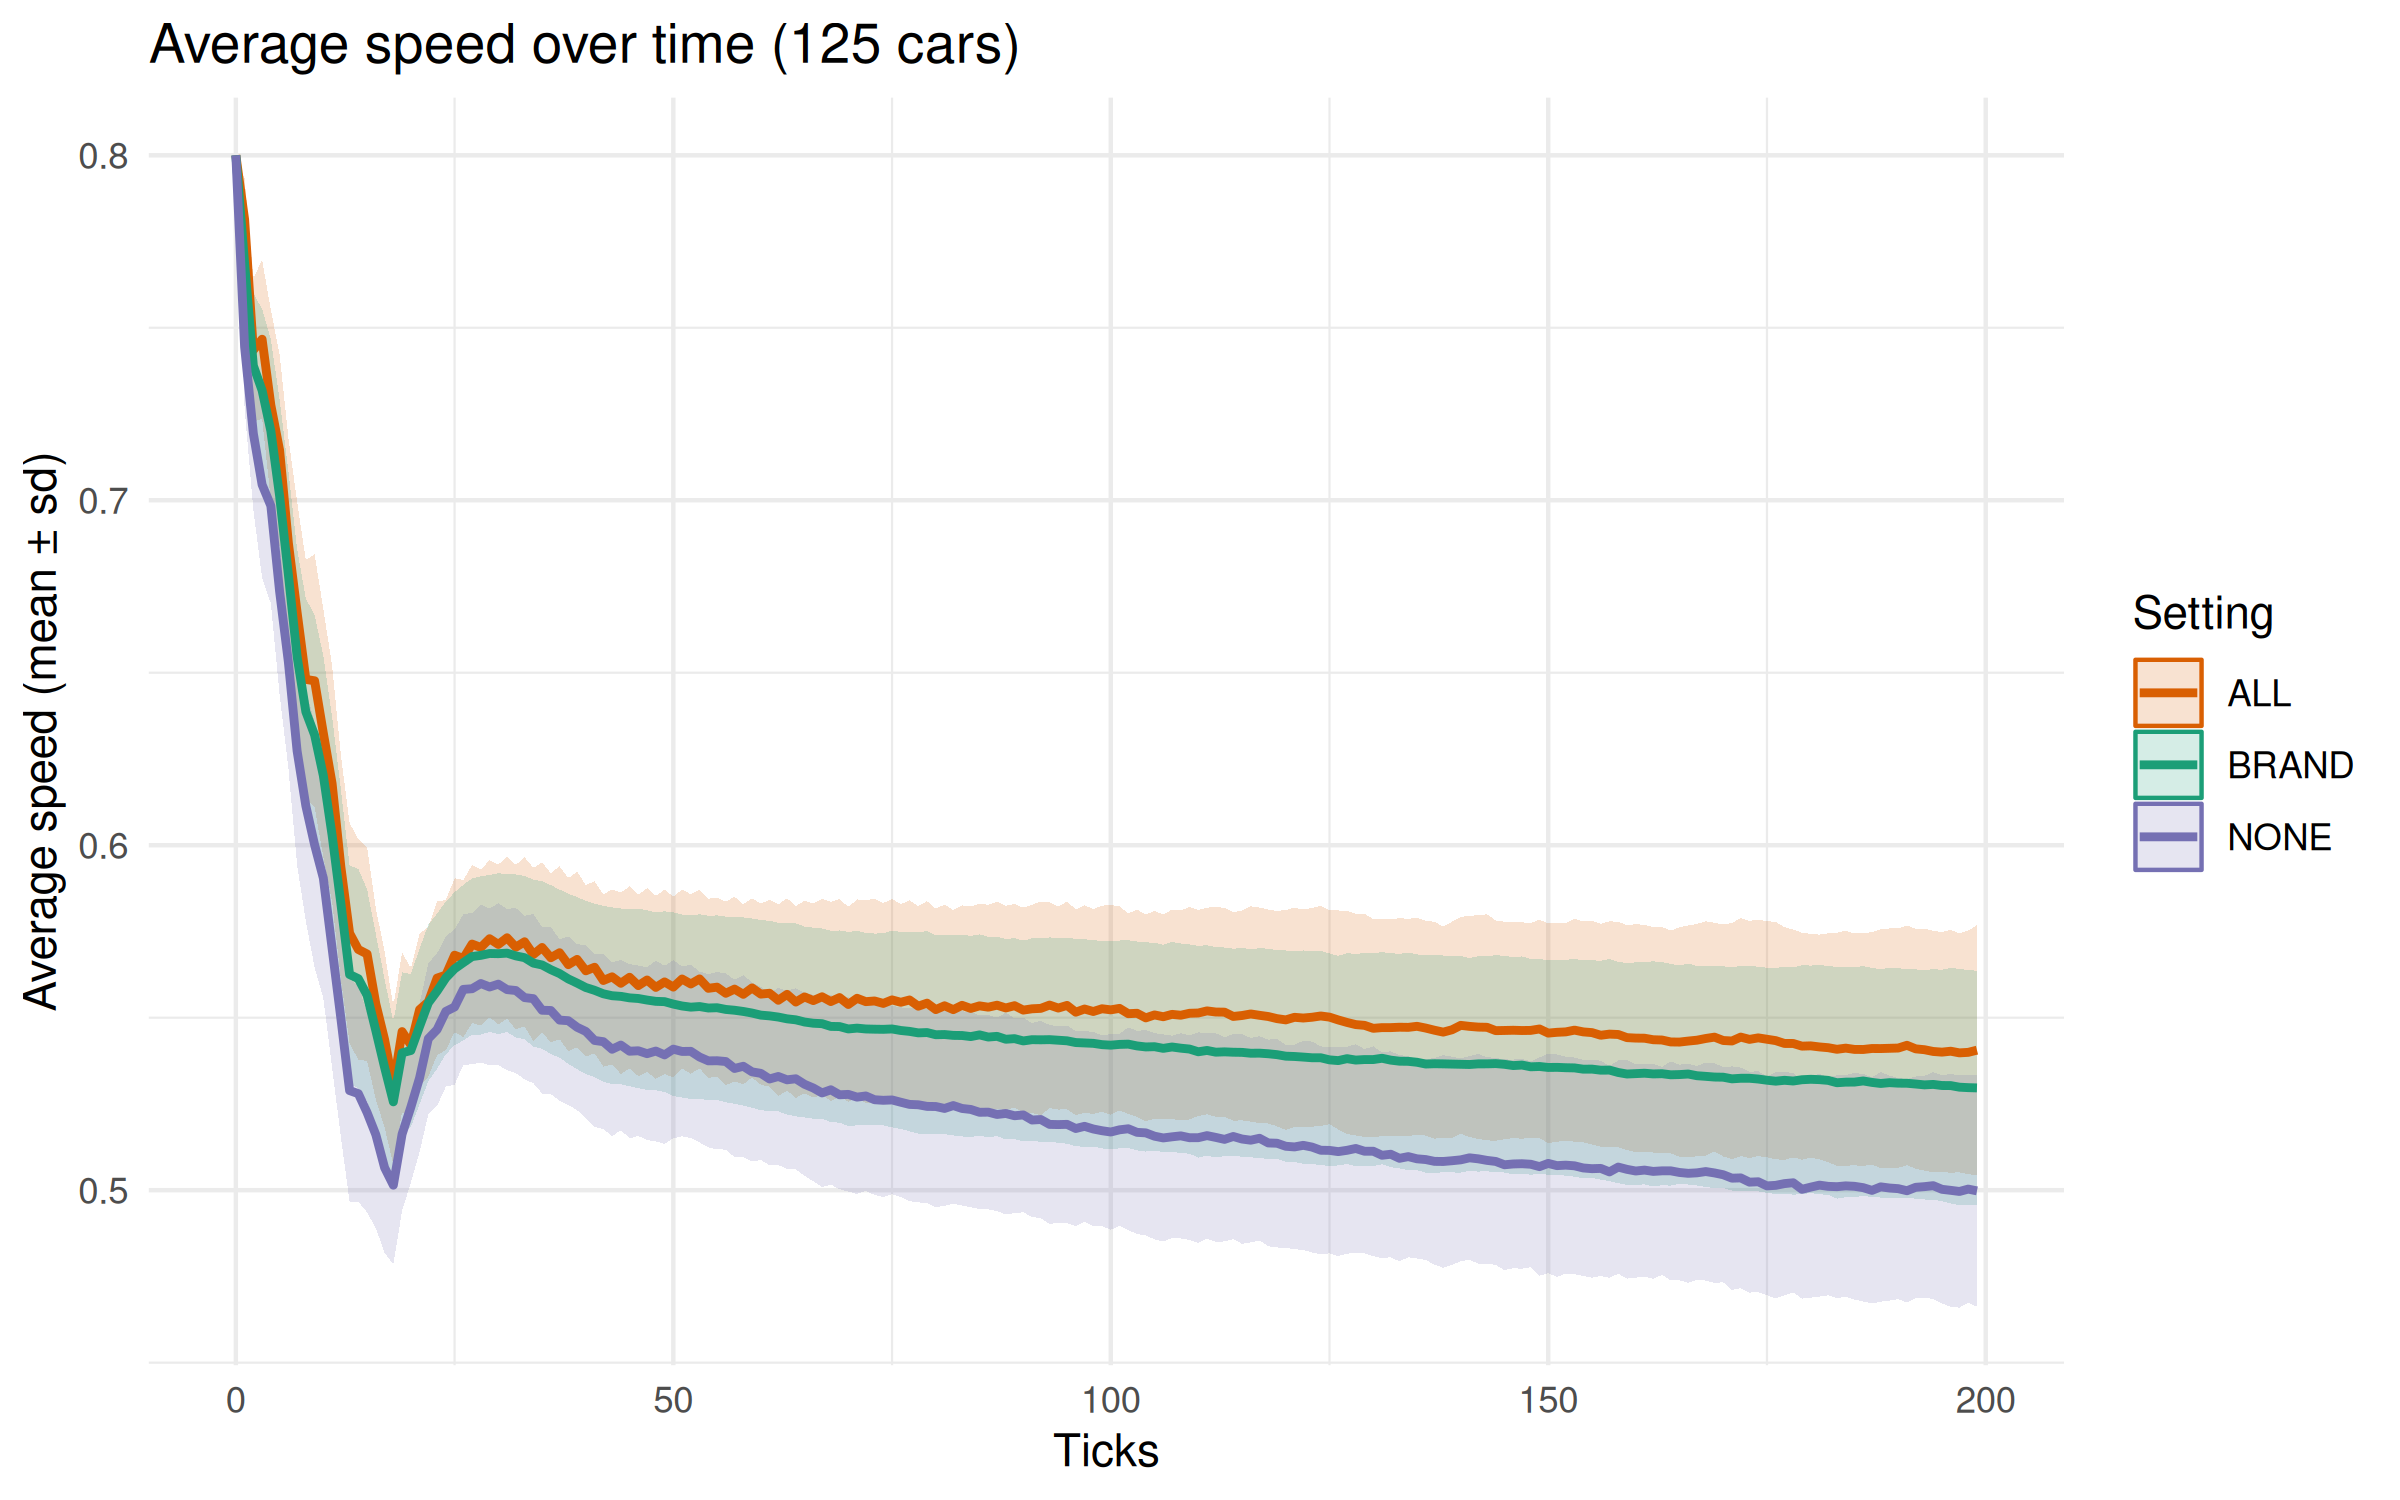 Average speed over time (125 cars)
Average speed (mean ± sd)
0.8
0.7
0.6
0.5
0
50
100
150
200
Ticks
Setting
ALL
BRAND
NONE